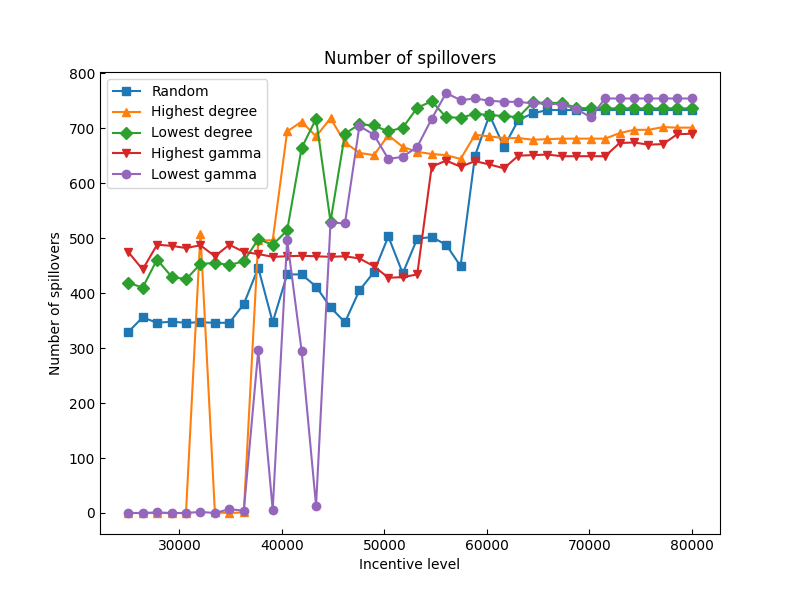 Number of spillovers
Random
Highest degree
Lowest degree
Highest gamma
Lowest gamma
Number of spillovers
800
700
600
500
400
300
200
100
0
30000 40000 50000 60000 70000 80000
Incentive level